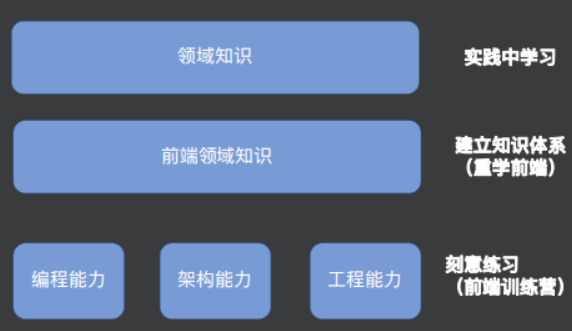 领域知识
实践中学习
前端领域知识
建立知识体系
（重学前端）
编程能力
架构能力
工程能力
刻意练习
（前端训练营）